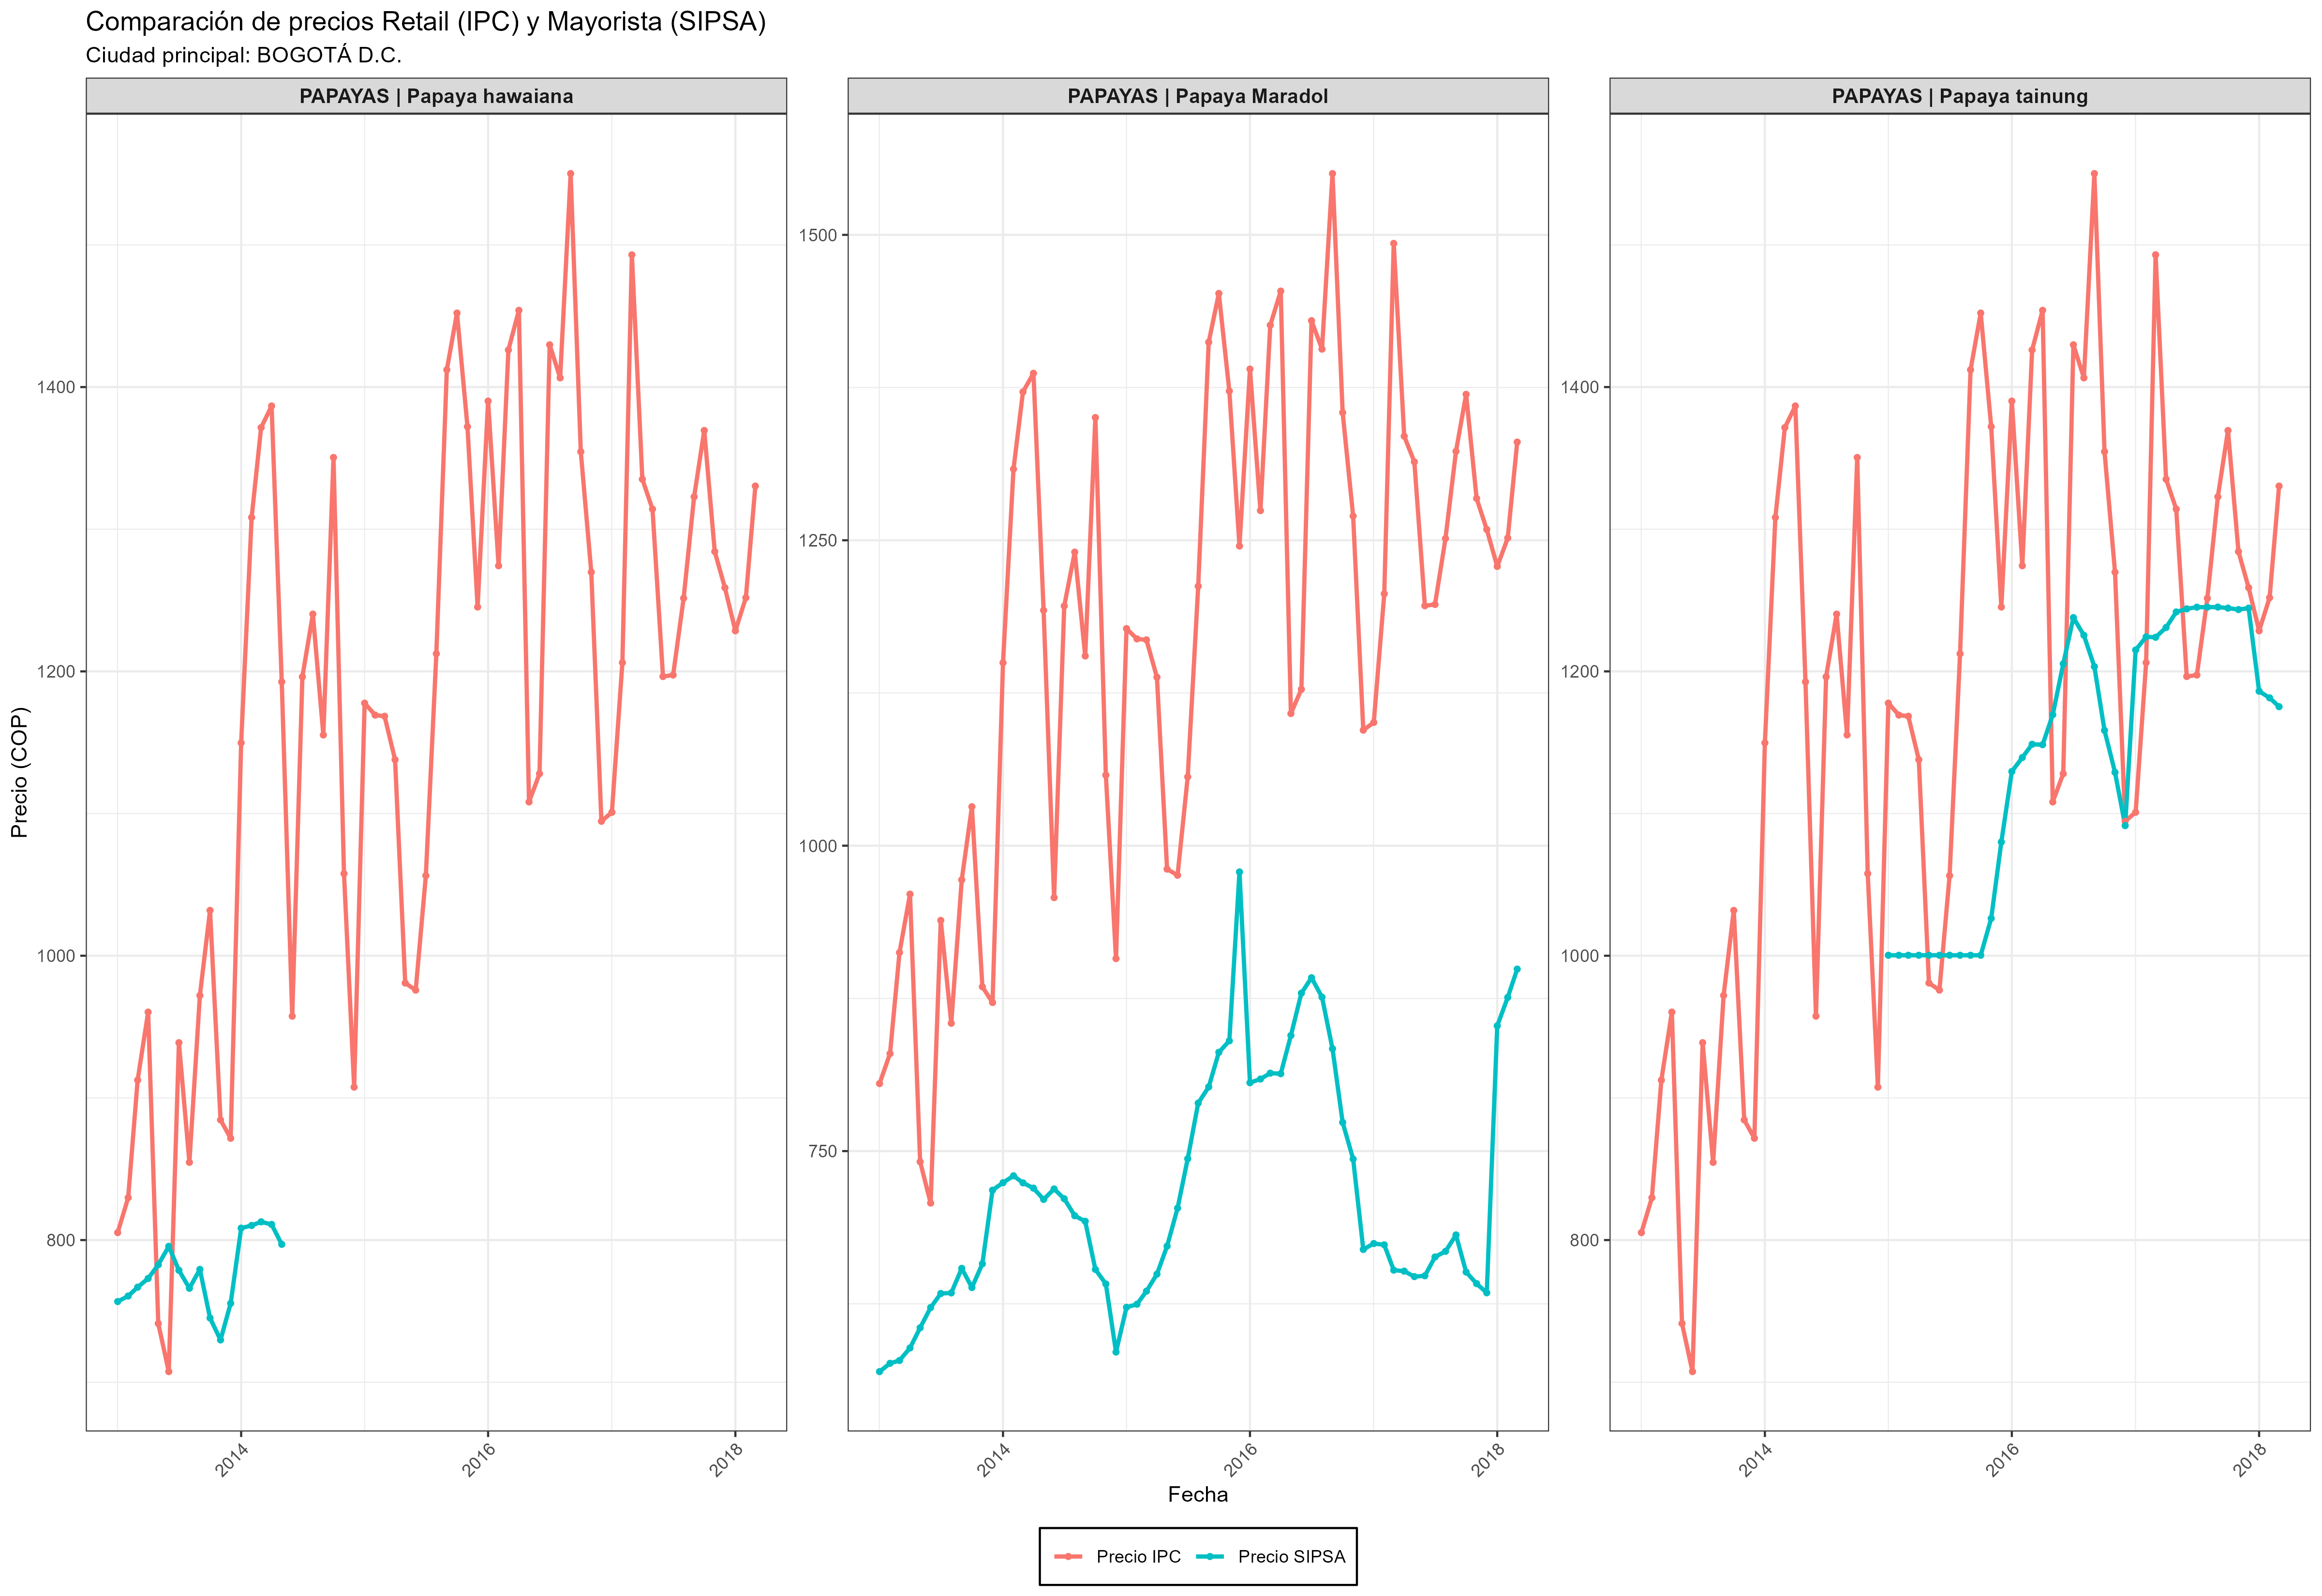 Comparación de precios Retail (IPC) y Mayorista (SIPSA)
Ciudad principal: BOGOTÁ D.C.
PAPAYAS | Papaya hawaiana
PAPAYAS | Papaya Maradol
PAPAYAS | Papaya tainung
Precio (COP)
1400
1200
1000
800
1500
1250
1000
750
1400
1200
1000
800
2014
2016
2018
2014
2016
2018
2014
2016
2018
Fecha
Precio IPC
Precio SIPSA